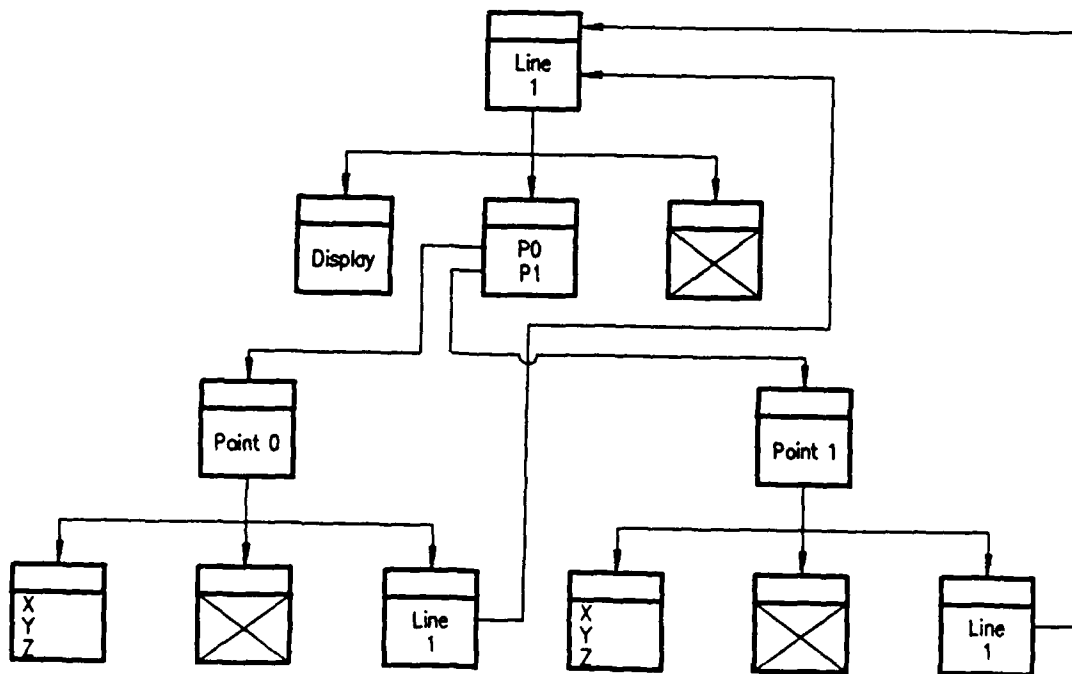 Line
1
Display
P0
P1
Point 0
Point 1
X
Y
Z
Line
1
X
Y
Z
Line
1